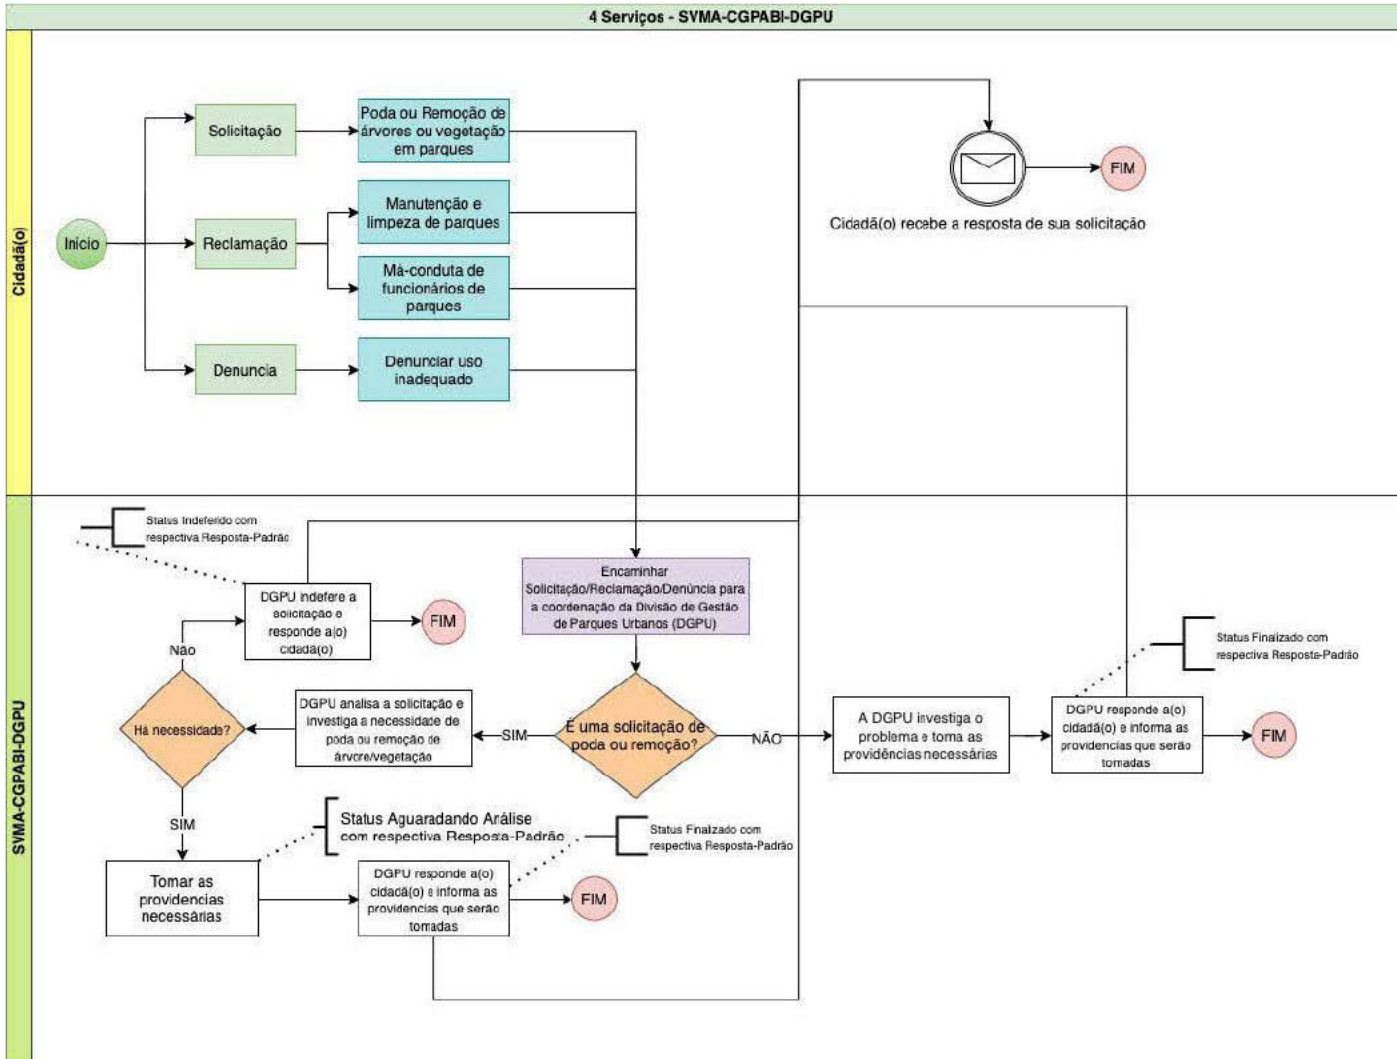 4 Serviços - SVMA-CGPABI-DGPU
Cidadã(o)
Início
Solicitação
Poda ou Remoção de
árvores ou vegetação
em parques
Reclamação
Manutenção e
limpeza de parques
Má-conduta de
funcionários de
parques
Denuncia
Denunciar uso
inadequado
Cidadã(o) recebe a resposta de sua solicitação
FIM
SVMA-CGPABI-DGPU
Status Indeferido com
respectiva Resposta-Padrão
DGPU indefere a
solicitação e
responde a(o)
cidadã(o)
FIM
Encaminhar
Solicitação/Reclamação/Denúncia para
a coordenação da Divisão de Gestão
de Parques Urbanos (DGPU)
Não
Há necessidade?
DGPU analisa a solicitação e
investiga a necessidade de
poda ou remoção de
árvore/vegetação
SIM
É uma solicitação de
poda ou remoção?
NÃO
A DGPU investiga o
problema e toma as
providências necessárias
Status Finalizado com
respectiva Resposta-Padrão
DGPU responde a(o)
cidadã(o) e informa as
providencias que serão
tomadas
FIM
SIM
Tomar as
providencias
necessárias
Status Aguaradando Análise
com respectiva Resposta-Padrão
DGPU responde a(o)
cidadã(o) e informa as
providencias que serão
tomadas
Status Finalizado com
respectiva Resposta-Padrão
FIM